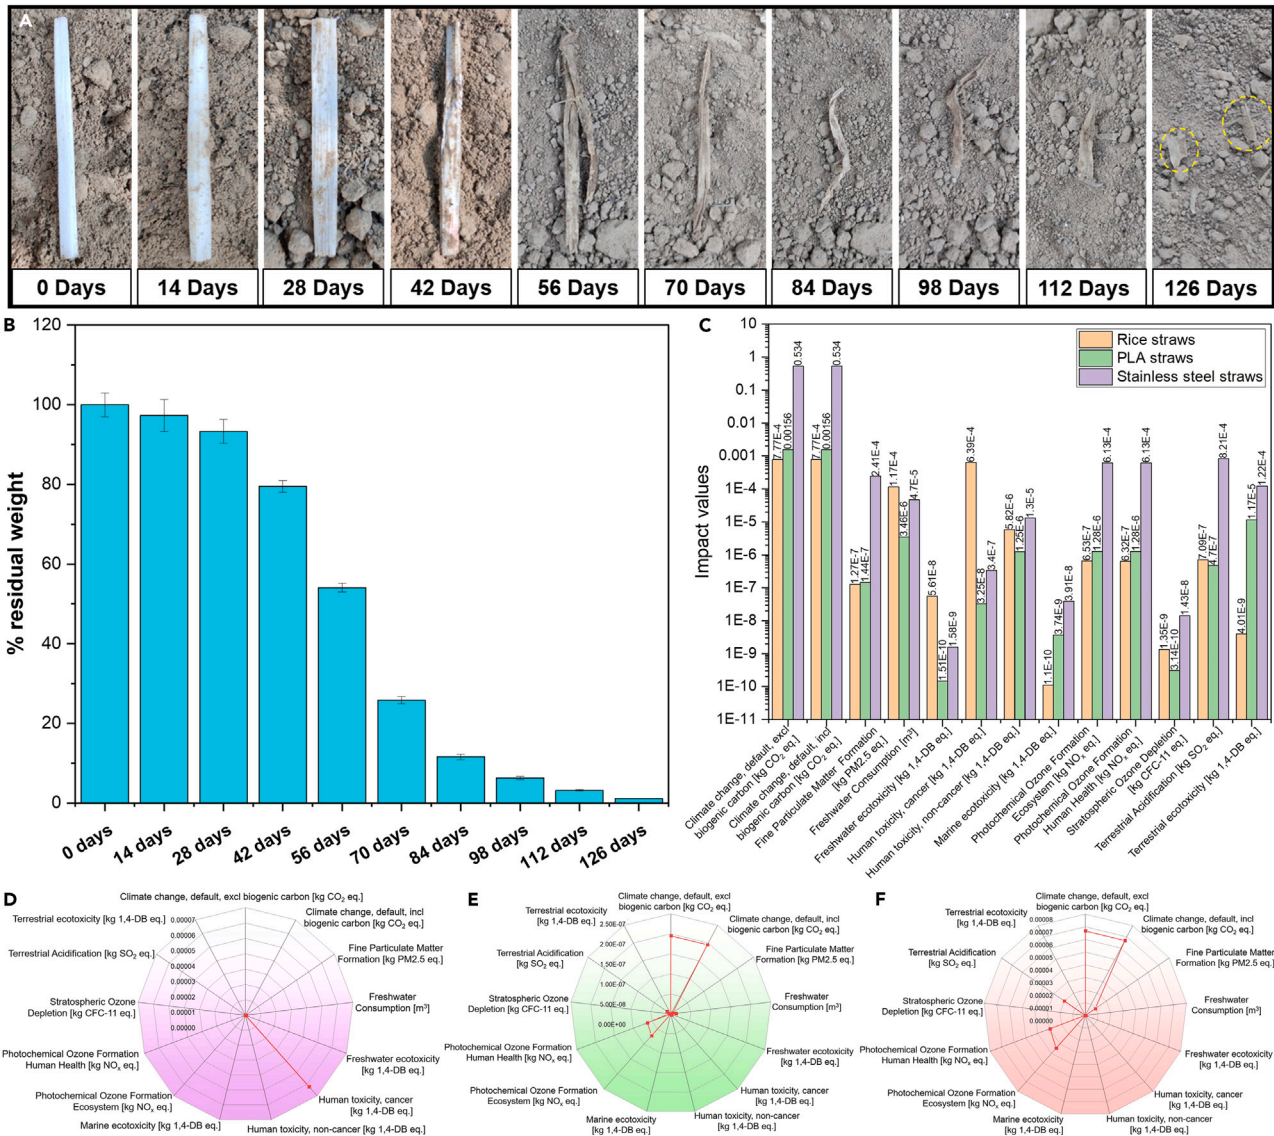 A
0 Days
14 Days
28 Days
42 Days
56 Days
70 Days
84 Days
98 Days
112 Days
126 Days
B
% residual weight
120
100
80
60
40
20
0
0 days
14 days
28 days
42 days
56 days
70 days
84 days
98 days
112 days
126 days
C
Impact values
10
1
0.1
0.01
0.001
1E-4
1E-5
1E-6
1E-7
1E-8
1E-9
1E-10
1E-11
Rice straws
PLA straws
Stainless steel straws
7.77E-4
0.00156
0.534
7.77E-4
0.00156
0.534
1.27E-7
1.44E-7
2.41E-4
1.17E-4
3.46E-6
4.7E-5
5.61E-8
1.51E-10
1.58E-9
6.39E-4
3.25E-8
3.4E-7
5.82E-6
1.25E-6
1.3E-5
1.1E-10
3.74E-9
3.91E-8
6.53E-7
1.28E-6
6.13E-4
6.32E-7
1.28E-6
6.13E-4
1.35E-9
3.14E-10
1.43E-8
7.09E-7
4.7E-7
8.21E-4
4.01E-9
1.17E-5
1.22E-4
Climate change, default, excl
biogenic carbon [kg CO₂ eq.]
Climate change, default, incl
biogenic carbon [kg CO₂ eq.]
Fine Particulate Matter Formation
[kg PM2.5 eq.]
Freshwater Consumption [m³]
Freshwater ecotoxicity [kg 1,4-DB eq.]
Human toxicity, cancer [kg 1,4-DB eq.]
Human toxicity, non-cancer [kg 1,4-DB eq.]
Marine ecotoxicity [kg 1,4-DB eq.]
Photochemical Ozone Formation
Ecosystem [kg NOₓ eq.]
Photochemical Ozone Formation
Human Health [kg NOₓ eq.]
Stratospheric Ozone Depletion
[kg CFC-11 eq.]
Terrestrial Acidification [kg SO₂ eq.]
Terrestrial ecotoxicity [kg 1,4-DB eq.]
D
Climate change, default, excl biogenic carbon [kg CO₂ eq.]
Climate change, default, incl
biogenic carbon [kg CO₂ eq.]
Fine Particulate Matter
Formation [kg PM2.5 eq.]
Freshwater
Consumption [m³]
Freshwater ecotoxicity
[kg 1,4-DB eq.]
Human toxicity, cancer
[kg 1,4-DB eq.]
Human toxicity, non-cancer [kg 1,4-DB eq.]
Marine ecotoxicity [kg 1,4-DB eq.]
Photochemical Ozone Formation
Ecosystem [kg NOₓ eq.]
Photochemical Ozone Formation
Human Health [kg NOₓ eq.]
Stratospheric Ozone
Depletion [kg CFC-11 eq.]
Terrestrial Acidification [kg SO₂ eq.]
Terrestrial ecotoxicity [kg 1,4-DB eq.]
0.00007
0.00006
0.00005
0.00004
0.00003
0.00002
0.00001
0.00000
E
Climate change, default, excl
biogenic carbon [kg CO₂ eq.]
Climate change, default, incl
biogenic carbon [kg CO₂ eq.]
Fine Particulate Matter
Formation [kg PM2.5 eq.]
Freshwater
Consumption [m³]
Freshwater ecotoxicity
[kg 1,4-DB eq.]
Human toxicity, cancer
[kg 1,4-DB eq.]
Human toxicity, non-cancer
[kg 1,4-DB eq.]
Marine ecotoxicity
[kg 1,4-DB eq.]
Photochemical Ozone Formation
Ecosystem [kg NOₓ eq.]
Photochemical Ozone Formation
Human Health [kg NOₓ eq.]
Stratospheric Ozone
Depletion [kg CFC-11 eq.]
Terrestrial Acidification
[kg SO₂ eq.]
Terrestrial ecotoxicity
[kg 1,4-DB eq.]
2.50E-07
2.00E-07
1.50E-07
1.00E-07
5.00E-08
0.00E+00
F
Climate change, default, excl
biogenic carbon [kg CO₂ eq.]
Climate change, default, incl
biogenic carbon [kg CO₂ eq.]
Fine Particulate Matter
Formation [kg PM2.5 eq.]
Freshwater
Consumption [m³]
Freshwater ecotoxicity
[kg 1,4-DB eq.]
Human toxicity, cancer
[kg 1,4-DB eq.]
Human toxicity, non-cancer
[kg 1,4-DB eq.]
Marine ecotoxicity
[kg 1,4-DB eq.]
Photochemical Ozone Formation
Ecosystem [kg NOₓ eq.]
Photochemical Ozone Formation
Human Health [kg NOₓ eq.]
Stratospheric Ozone
Depletion [kg CFC-11 eq.]
Terrestrial Acidification
[kg SO₂ eq.]
Terrestrial ecotoxicity
[kg 1,4-DB eq.]
0.00008
0.00007
0.00006
0.00005
0.00004
0.00003
0.00002
0.00001
0.00000